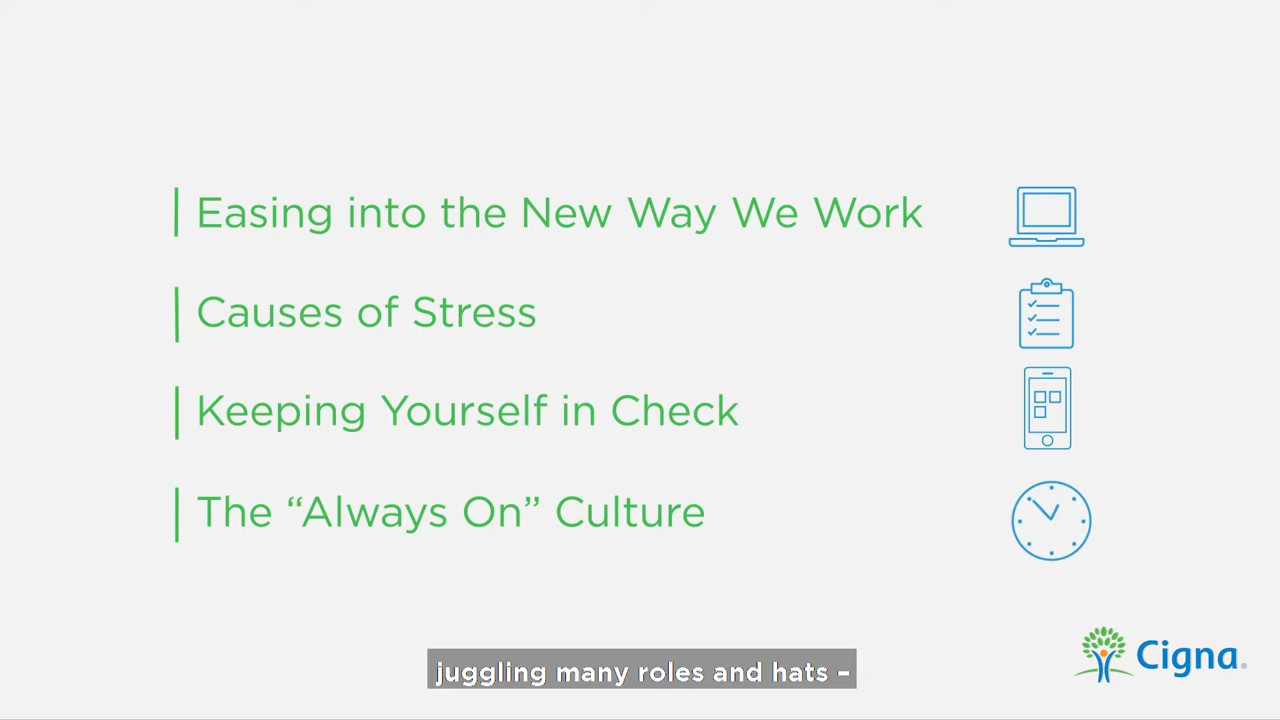 Easing into the New Way We Work
Causes of Stress
Keeping Yourself in Check
The “Always On” Culture
juggling many roles and hats –
Cigna®